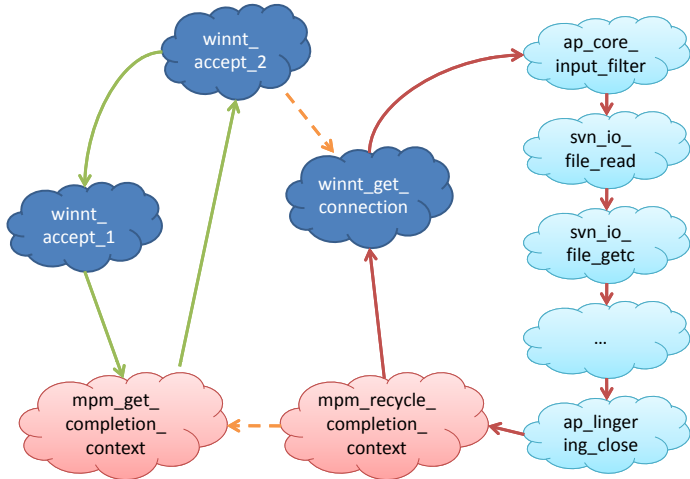 winnt_
accept_2
ap_core_
input_filter
svn_io_
file_read
winnt_get_
connection
winnt_
accept_1
svn_io_
file_getc
...
mpm_get_
completion_
context
mpm_recycle_
completion_
context
ap_linger
ing_close